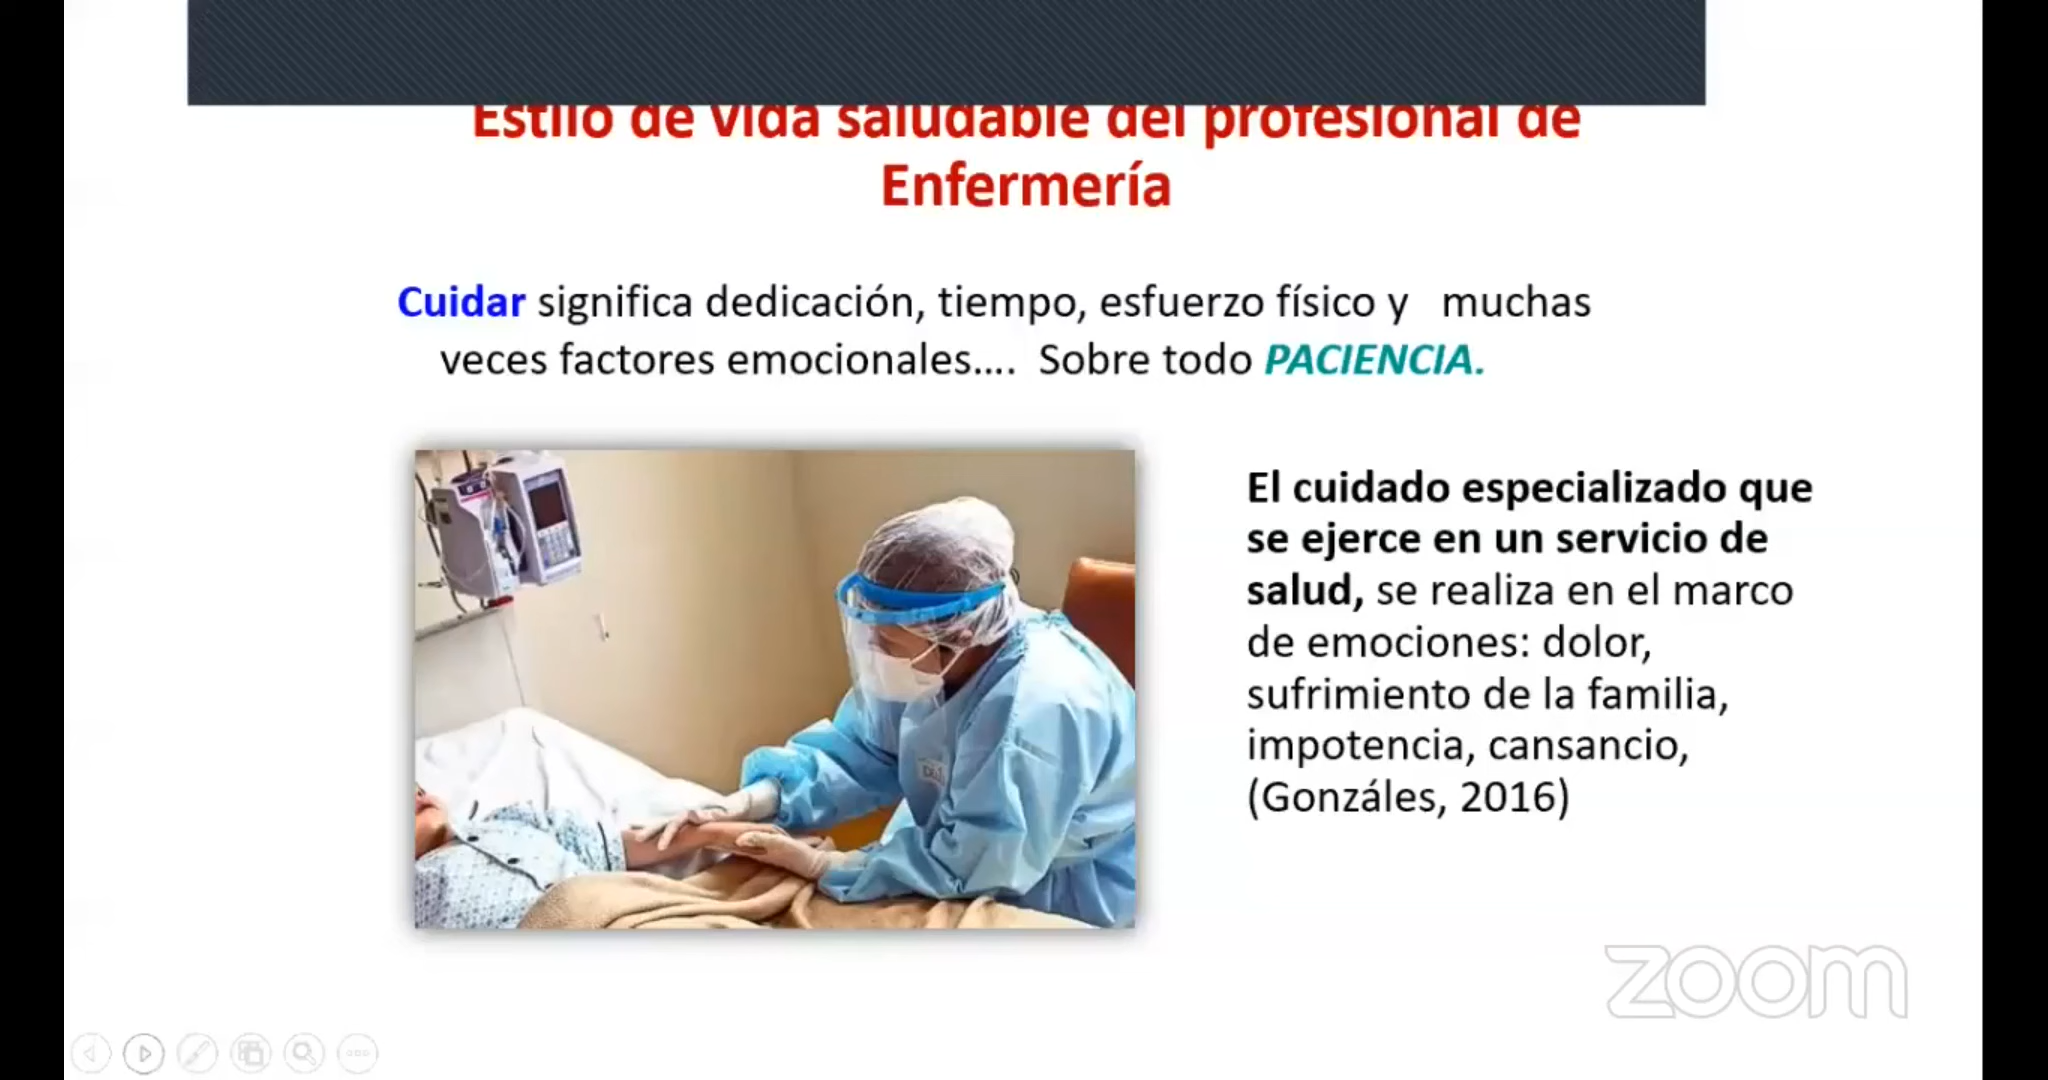 Estilo de vida saludable del profesional de
Enfermería
Cuidar significa dedicación, tiempo, esfuerzo físico y muchas
veces factores emocionales.... Sobre todo PACIENCIA.
El cuidado especializado que
se ejerce en un servicio de
salud, se realiza en el marco
de emociones: dolor,
sufrimiento de la familia,
impotencia, cansancio,
(Gonzáles, 2016)
zoom